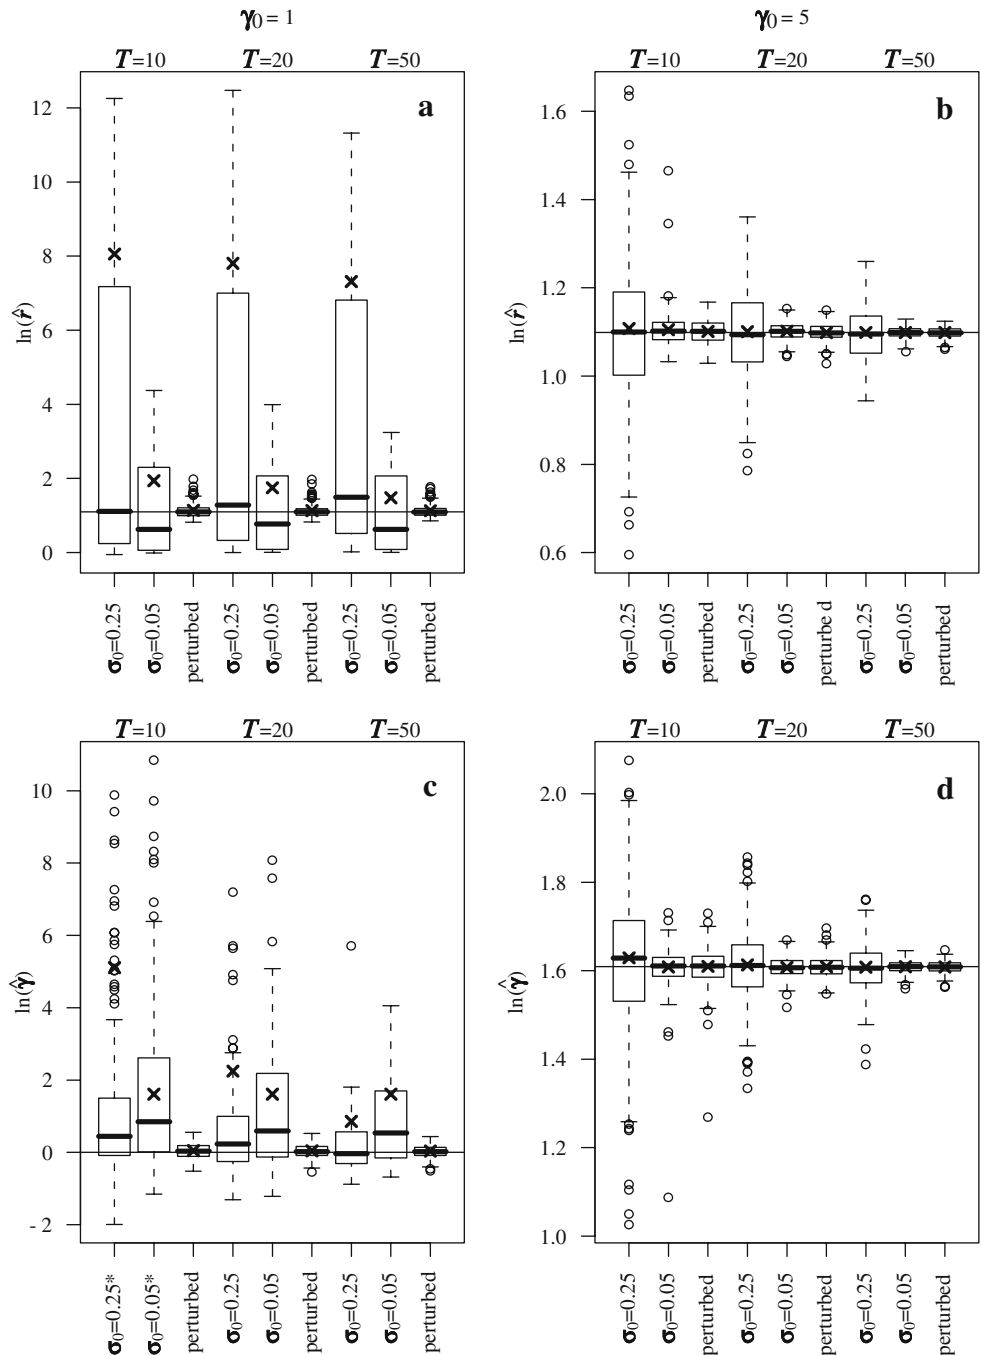 γ0 = 1
γ0 = 5
T=10 T=20 T=50
T=10 T=20 T=50
a
12
10
8
6
4
2
0
ln(r̂)
σ0=0.25
σ0=0.05
perturbed
σ0=0.25
σ0=0.05
perturbed
σ0=0.25
σ0=0.05
perturbed
b
1.6
1.4
1.2
1.0
0.8
0.6
ln(r̂)
σ0=0.25
σ0=0.05
perturbed
σ0=0.25
σ0=0.05
perturbe d
σ0=0.25
σ0=0.05
perturbed
T=10 T=20 T=50
T=10 T=20 T=50
c
10
8
6
4
2
0
- 2
ln(γ̂)
σ0=0.25*
σ0=0.05*
perturbed
σ0=0.25
σ0=0.05
perturbed
σ0=0.25
σ0=0.05
perturbed
d
2.0
1.8
1.6
1.4
1.2
1.0
ln(γ̂)
σ0=0.25
σ0=0.05
perturbed
σ0=0.25
σ0=0.05
perturbed
σ0=0.25
σ0=0.05
perturbed